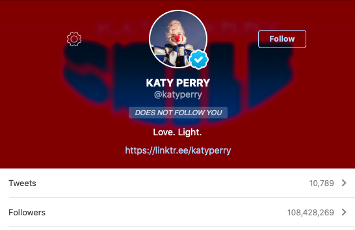 Follow
KATY PERRY
@katyperry
DOES NOT FOLLOW YOU
Love. Light.
https://linktr.ee/katyperry
Tweets 10,789
Followers 108,428,269